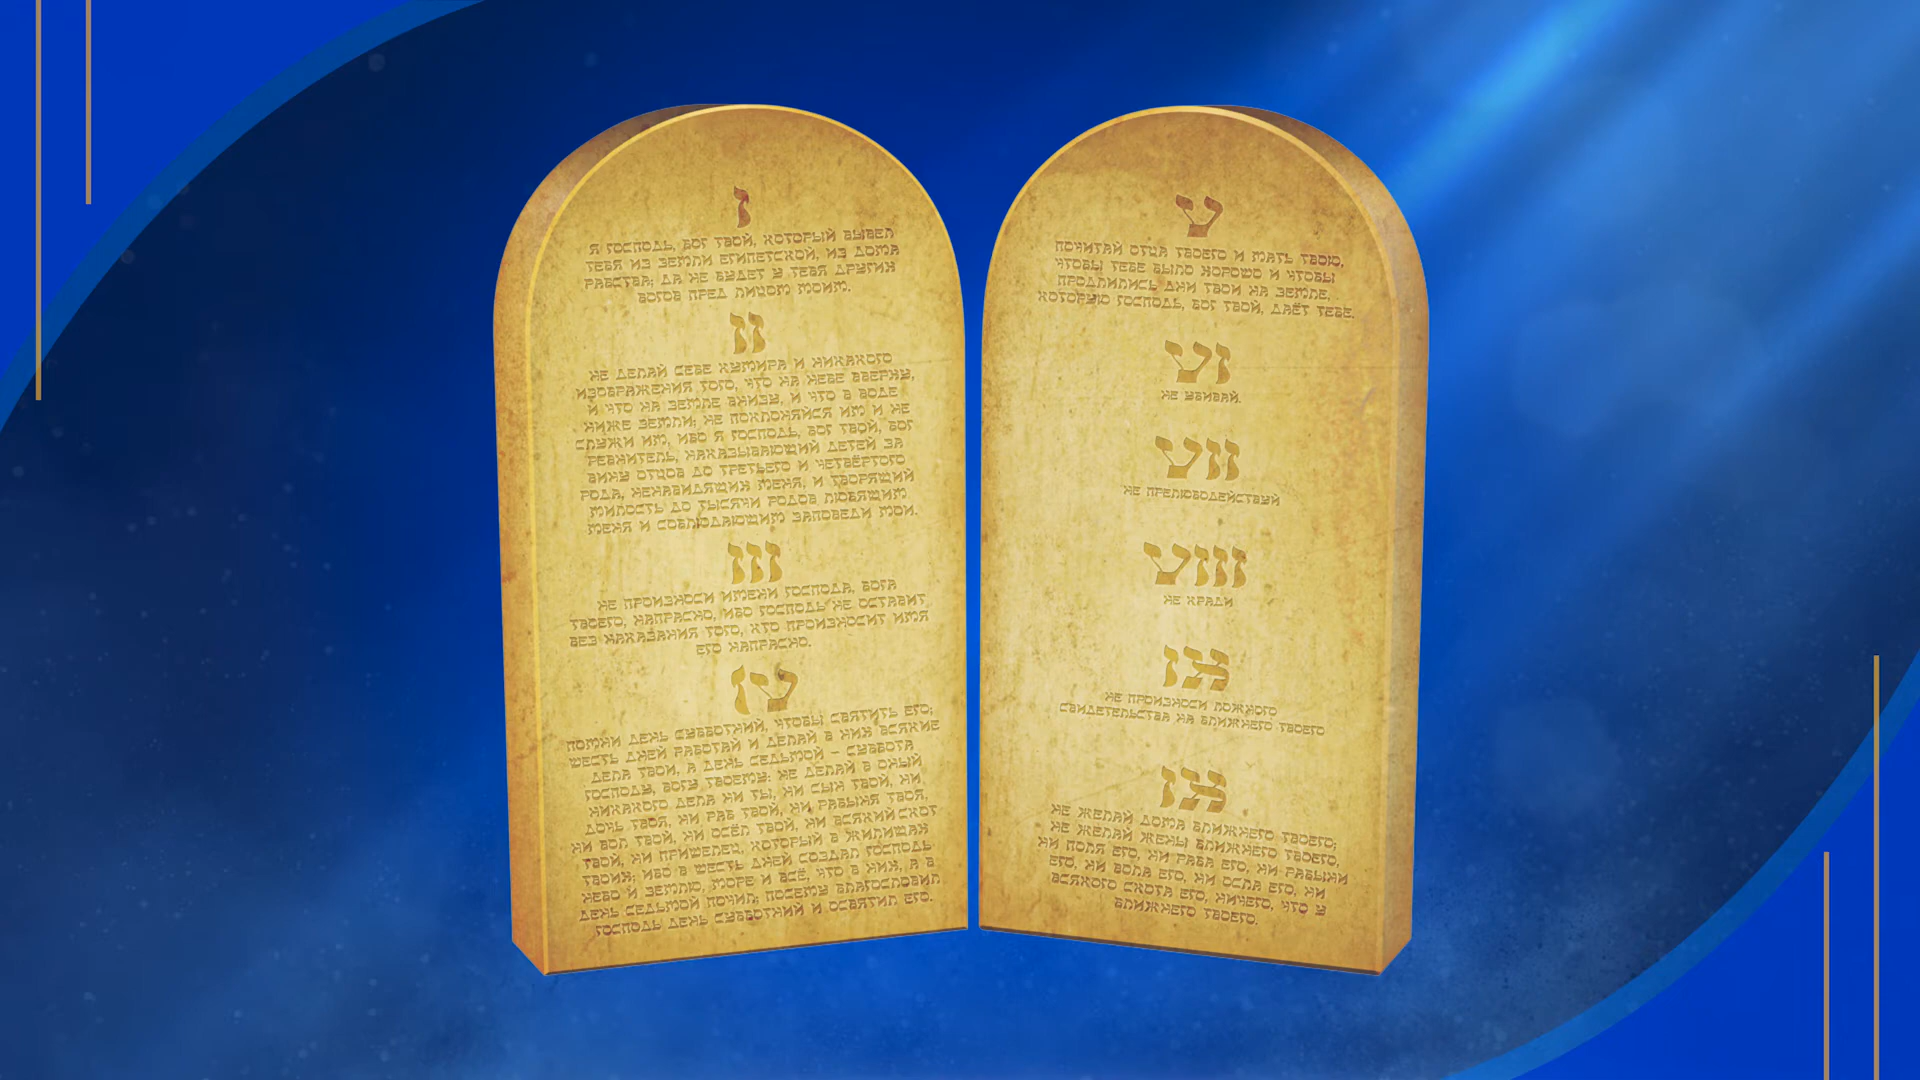 I
Я ГОСПОДЬ, БОГ ТВОЙ, КОТОРЫЙ ВЫВЕЛ
ТЕБЯ ИЗ ЗЕМЛИ ЕГИПЕТСКОЙ, ИЗ ДОМА
РАБСТВА; ДА НЕ БУДЕТ У ТЕБЯ ДРУГИХ
БОГОВ ПРЕД ЛИЦОМ МОИМ.
II
НЕ ДЕЛАЙ СЕБЕ КУМИРА И НИКАКОГО
ИЗОБРАЖЕНИЯ ТОГО, ЧТО НА НЕБЕ ВВЕРХУ,
И ЧТО НА ЗЕМЛЕ ВНИЗУ, И ЧТО В ВОДЕ
НИЖЕ ЗЕМЛИ; НЕ ПОКЛОНЯЙСЯ ИМ И НЕ
СЛУЖИ ИМ, ИБО Я ГОСПОДЬ, БОГ ТВОЙ, БОГ
РЕВНИТЕЛЬ, НАКАЗЫВАЮЩИЙ ДЕТЕЙ ЗА
ВИНУ ОТЦОВ ДО ТРЕТЬЕГО И ЧЕТВЁРТОГО
РОДА, НЕНАВИДЯЩИХ МЕНЯ, И ТВОРЯЩИЙ
МИЛОСТЬ ДО ТЫСЯЧИ РОДОВ ЛЮБЯЩИМ
МЕНЯ И СОБЛЮДАЮЩИМ ЗАПОВЕДИ МОИ.
III
НЕ ПРОИЗНОСИ ИМЕНИ ГОСПОДА, БОГА
ТВОЕГО, НАПРАСНО, ИБО ГОСПОДЬ НЕ ОСТАВИТ
БЕЗ НАКАЗАНИЯ ТОГО, КТО ПРОИЗНОСИТ ИМЯ
ЕГО НАПРАСНО.
IV
ПОМНИ ДЕНЬ СУББОТНИЙ, ЧТОБЫ СВЯТИТЬ ЕГО;
ШЕСТЬ ДНЕЙ РАБОТАЙ И ДЕЛАЙ В НИХ ВСЯКИЕ
ДЕЛА ТВОИ, А ДЕНЬ СЕДЬМОЙ – СУББОТА
ГОСПОДУ, БОГУ ТВОЕМУ: НЕ ДЕЛАЙ В ОНЫЙ
НИКАКОГО ДЕЛА НИ ТЫ, НИ СЫН ТВОЙ, НИ
ДОЧЬ ТВОЯ, НИ РАБ ТВОЙ, НИ РАБЫНЯ ТВОЯ,
НИ ВОЛ ТВОЙ, НИ ОСЁЛ ТВОЙ, НИ ВСЯКИЙ СКОТ
ТВОЙ, НИ ПРИШЕЛЕЦ, КОТОРЫЙ В ЖИЛИЩАХ
ТВОИХ; ИБО В ШЕСТЬ ДНЕЙ СОЗДАЛ ГОСПОДЬ
НЕБО И ЗЕМЛЮ, МОРЕ И ВСЁ, ЧТО В НИХ, А В
ДЕНЬ СЕДЬМОЙ ПОЧИЛ; ПОСЕМУ БЛАГОСЛОВИЛ
ГОСПОДЬ ДЕНЬ СУББОТНИЙ И ОСВЯТИЛ ЕГО.
V
ПОЧИТАЙ ОТЦА ТВОЕГО И МАТЬ ТВОЮ,
ЧТОБЫ ТЕБЕ БЫЛО ХОРОШО И ЧТОБЫ
ПРОДЛИЛИСЬ ДНИ ТВОИ НА ЗЕМЛЕ,
КОТОРУЮ ГОСПОДЬ, БОГ ТВОЙ, ДАЁТ ТЕБЕ.
VI
НЕ УБИВАЙ.
VII
НЕ ПРЕЛЮБОДЕЙСТВУЙ
VIII
НЕ КРАДИ
IX
НЕ ПРОИЗНОСИ ЛОЖНОГО
СВИДЕТЕЛЬСТВА НА БЛИЖНЕГО ТВОЕГО
IX
НЕ ЖЕЛАЙ ДОМА БЛИЖНЕГО ТВОЕГО;
НЕ ЖЕЛАЙ ЖЕНЫ БЛИЖНЕГО ТВОЕГО,
НИ ПОЛЯ ЕГО, НИ РАБА ЕГО, НИ РАБЫНИ
ЕГО, НИ ВОЛА ЕГО, НИ ОСЛА ЕГО, НИ
ВСЯКОГО СКОТА ЕГО, НИЧЕГО, ЧТО У
БЛИЖНЕГО ТВОЕГО.